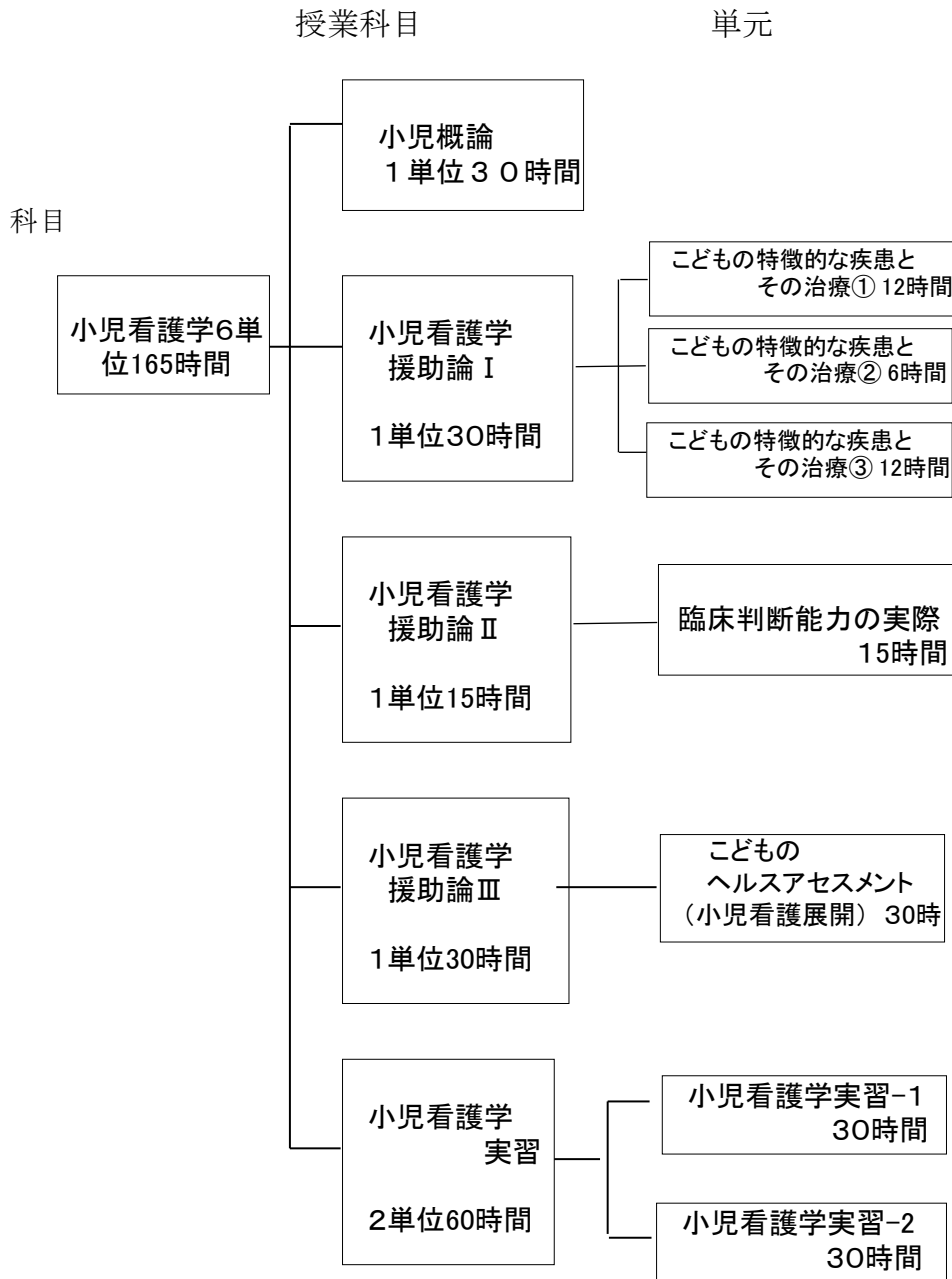 授業科目
単元
科目
小児看護学6単
位165時間
小児概論
1単位30時間
小児看護学
援助論Ⅰ
1単位30時間
こどもの特徴的な疾患と
その治療① 12時間
こどもの特徴的な疾患と
その治療② 6時間
こどもの特徴的な疾患と
その治療③ 12時間
小児看護学
援助論Ⅱ
1単位15時間
臨床判断能力の実際
15時間
小児看護学
援助論Ⅲ
1単位30時間
こどもの
ヘルスアセスメント
(小児看護展開) 30時
小児看護学
実習
2単位60時間
小児看護学実習-1
30時間
小児看護学実習-2
30時間